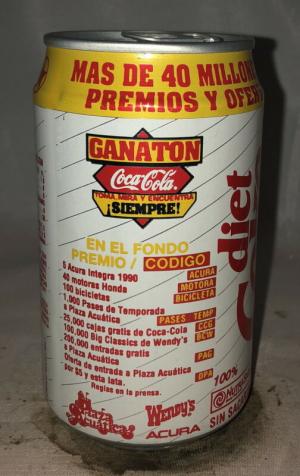 MAS DE 40 MILLON
PREMIOS Y OFER
GANATON
Coca-Cola
TOMA, MIRA Y ENCUENTRA
¡SIEMPRE!
EN EL FONDO
PREMIO / CODIGO
6 Acura Integra 1990 ACURA
40 motoras Honda MOTORA
100 bicicletas BICICLETA
1,000 Pases de Temporada
a Plaza Acuática PASES TEMP
25,000 cajas gratis de Coca-Cola CCG
100,000 Big Classics de Wendy's BCW
200,000 entradas gratis
a Plaza Acuática PAG
Oferta de entrada a Plaza Acuática
por $5 y esta lata. OPA
Reglas en la prensa.
diet
100%
plaza
Acuática
Wendy's
ACURA
SIN SA